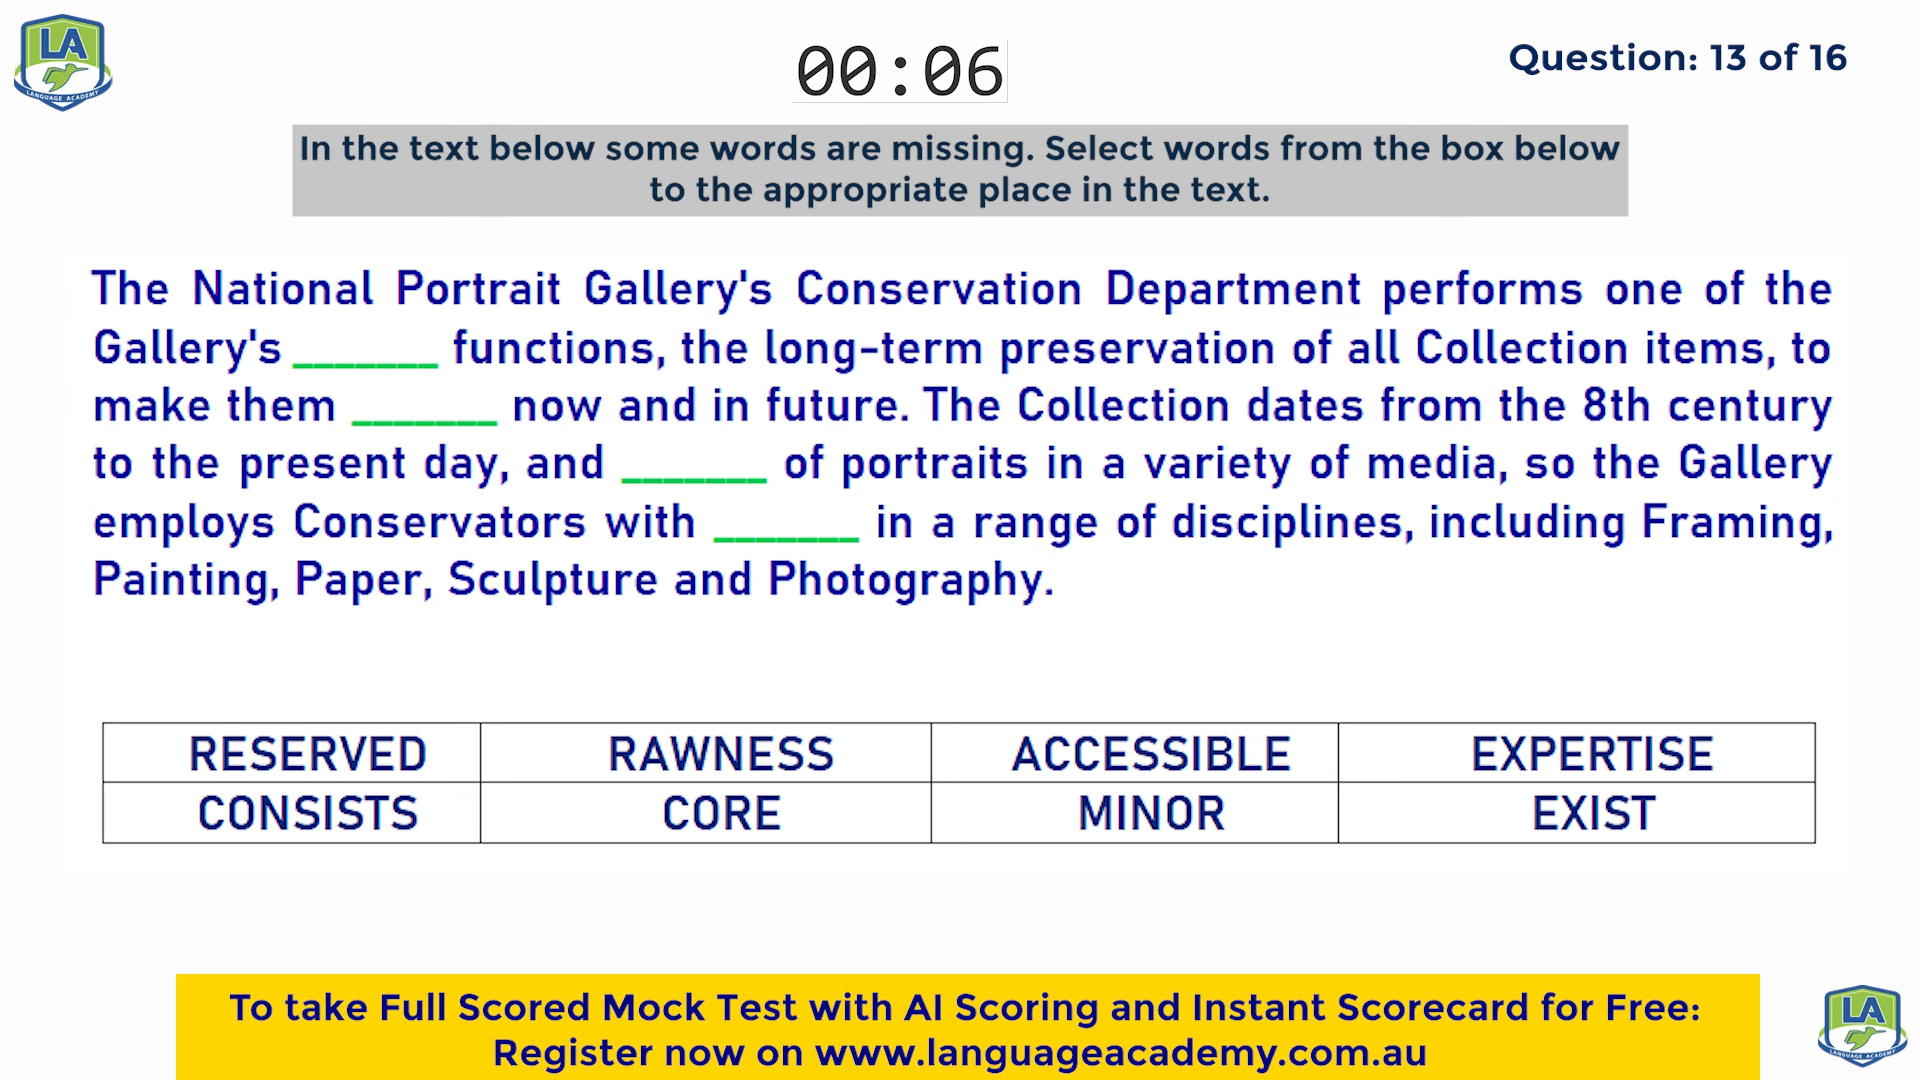 LA
LANGUAGE ACADEMY
00:06
Question: 13 of 16
In the text below some words are missing. Select words from the box below
to the appropriate place in the text.
The National Portrait Gallery's Conservation Department performs one of the
Gallery's _______ functions, the long-term preservation of all Collection items, to
make them _______ now and in future. The Collection dates from the 8th century
to the present day, and _______ of portraits in a variety of media, so the Gallery
employs Conservators with _______ in a range of disciplines, including Framing,
Painting, Paper, Sculpture and Photography.
RESERVED RAWNESS ACCESSIBLE EXPERTISE
CONSISTS CORE MINOR EXIST
To take Full Scored Mock Test with AI Scoring and Instant Scorecard for Free:
Register now on www.languageacademy.com.au
LA
LANGUAGE ACADEMY